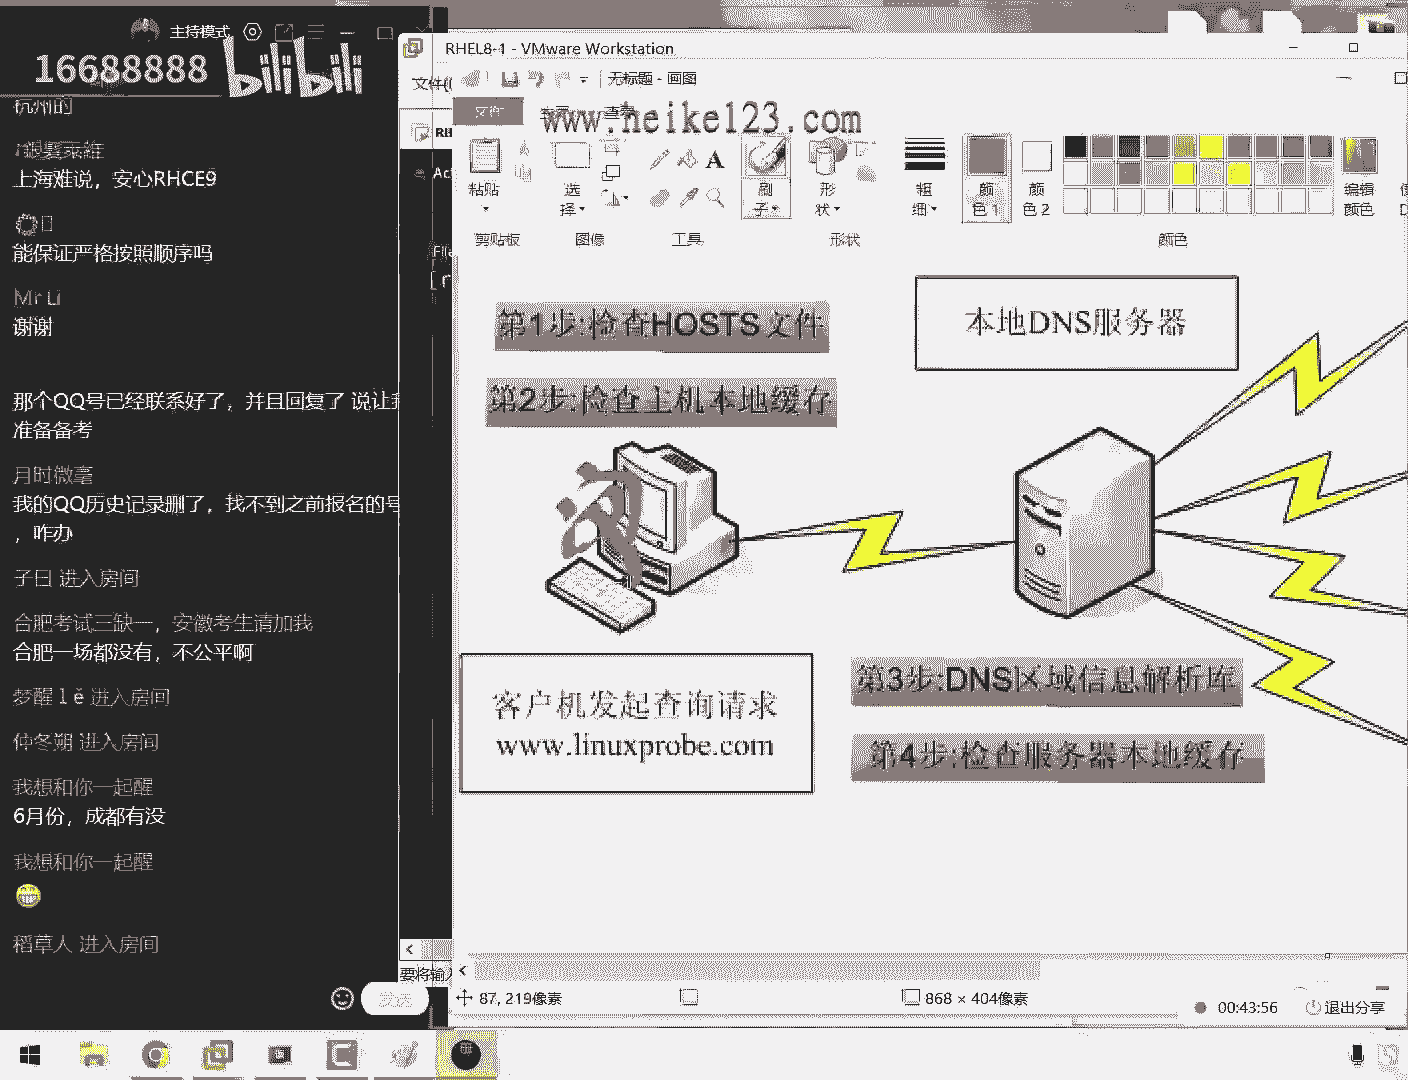 主持模式
16688888
bilibili
杭州的
上海难说，安心RHCE9
能保证严格按照顺序吗
Mr Li
谢谢
那个QQ号已经联系好了，并且回复了 说让我
准备备考
月时微毫
我的QQ历史记录删了，找不到之前报名的号
，咋办
子曰 进入房间
合肥考试三缺一，安徽考生请加我
合肥一场都没有，不公平啊
梦醒 l ě 进入房间
仲冬朔 进入房间
我想和你一起醒
6月份，成都有没
我想和你一起醒
稻草人 进入房间
发送
RHEL8-1 - VMware Workstation
无标题 - 画图
www.heike123.com
粘贴
选择
A
刷子
形状
粗细
颜色 1
颜色 2
编辑颜色
剪贴板
图像
工具
形状
颜色
第1步:检查HOSTS文件
第2步:检查主机本地缓存
本地DNS服务器
客户机发起查询请求
www.linuxprobe.com
第3步:DNS区域信息解析库
第4步:检查服务器本地缓存
要将输入
87, 219像素
868 × 404像素
00:43:56
退出分享